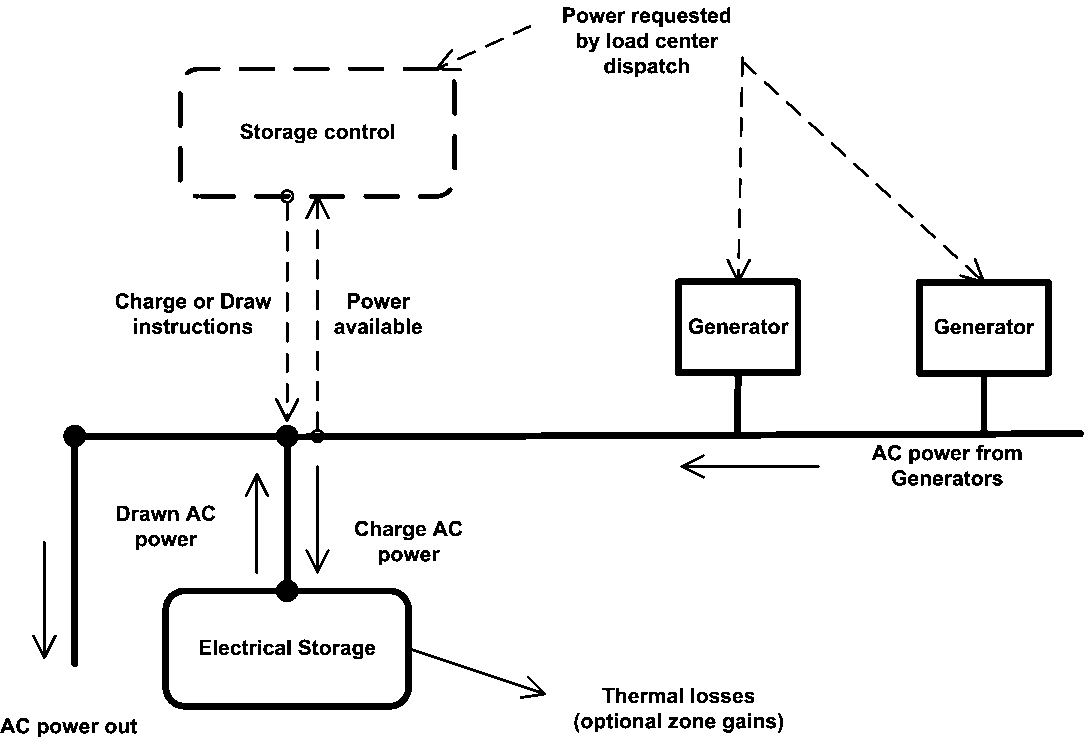 Power requested
by load center
dispatch
Storage control
Charge or Draw
instructions
Power
available
Generator
Generator
AC power from
Generators
Drawn AC
power
Charge AC
power
Electrical Storage
Thermal losses
(optional zone gains)
AC power out